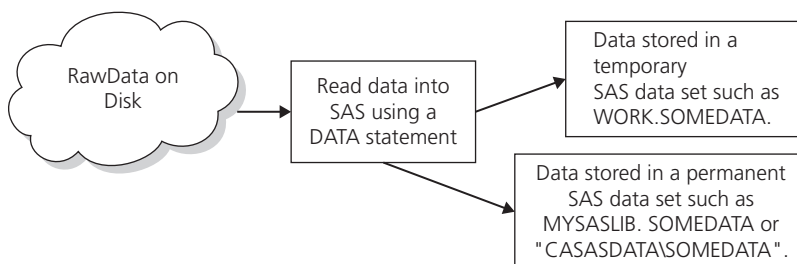 RawData on
Disk
Read data into
SAS using a
DATA statement
Data stored in a
temporary
SAS data set such as
WORK.SOMEDATA.
Data stored in a permanent
SAS data set such as
MYSASLIB. SOMEDATA or
"CASASDATA\SOMEDATA".